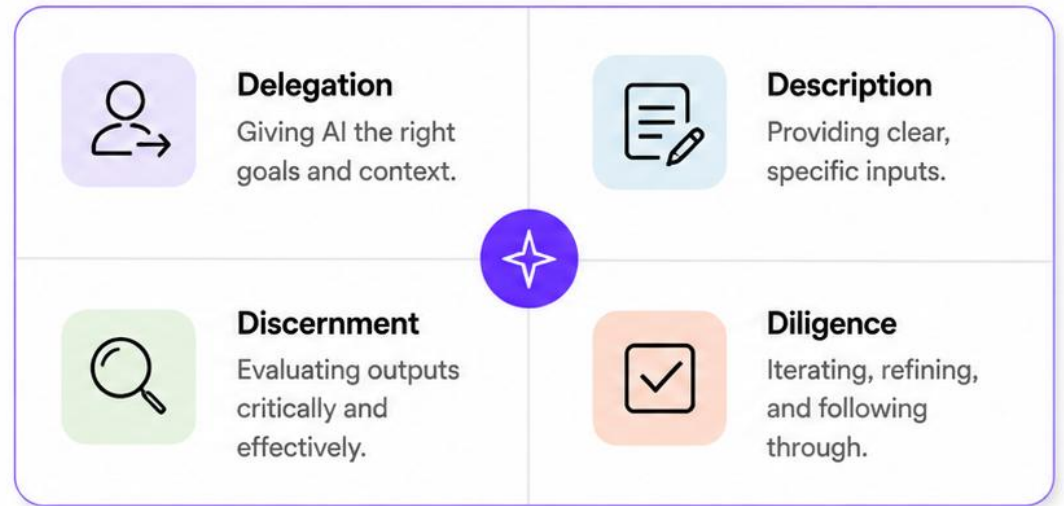 Delegation
Giving AI the right
goals and context.
Description
Providing clear,
specific inputs.
Discernment
Evaluating outputs
critically and
effectively.
Diligence
Iterating, refining,
and following
through.